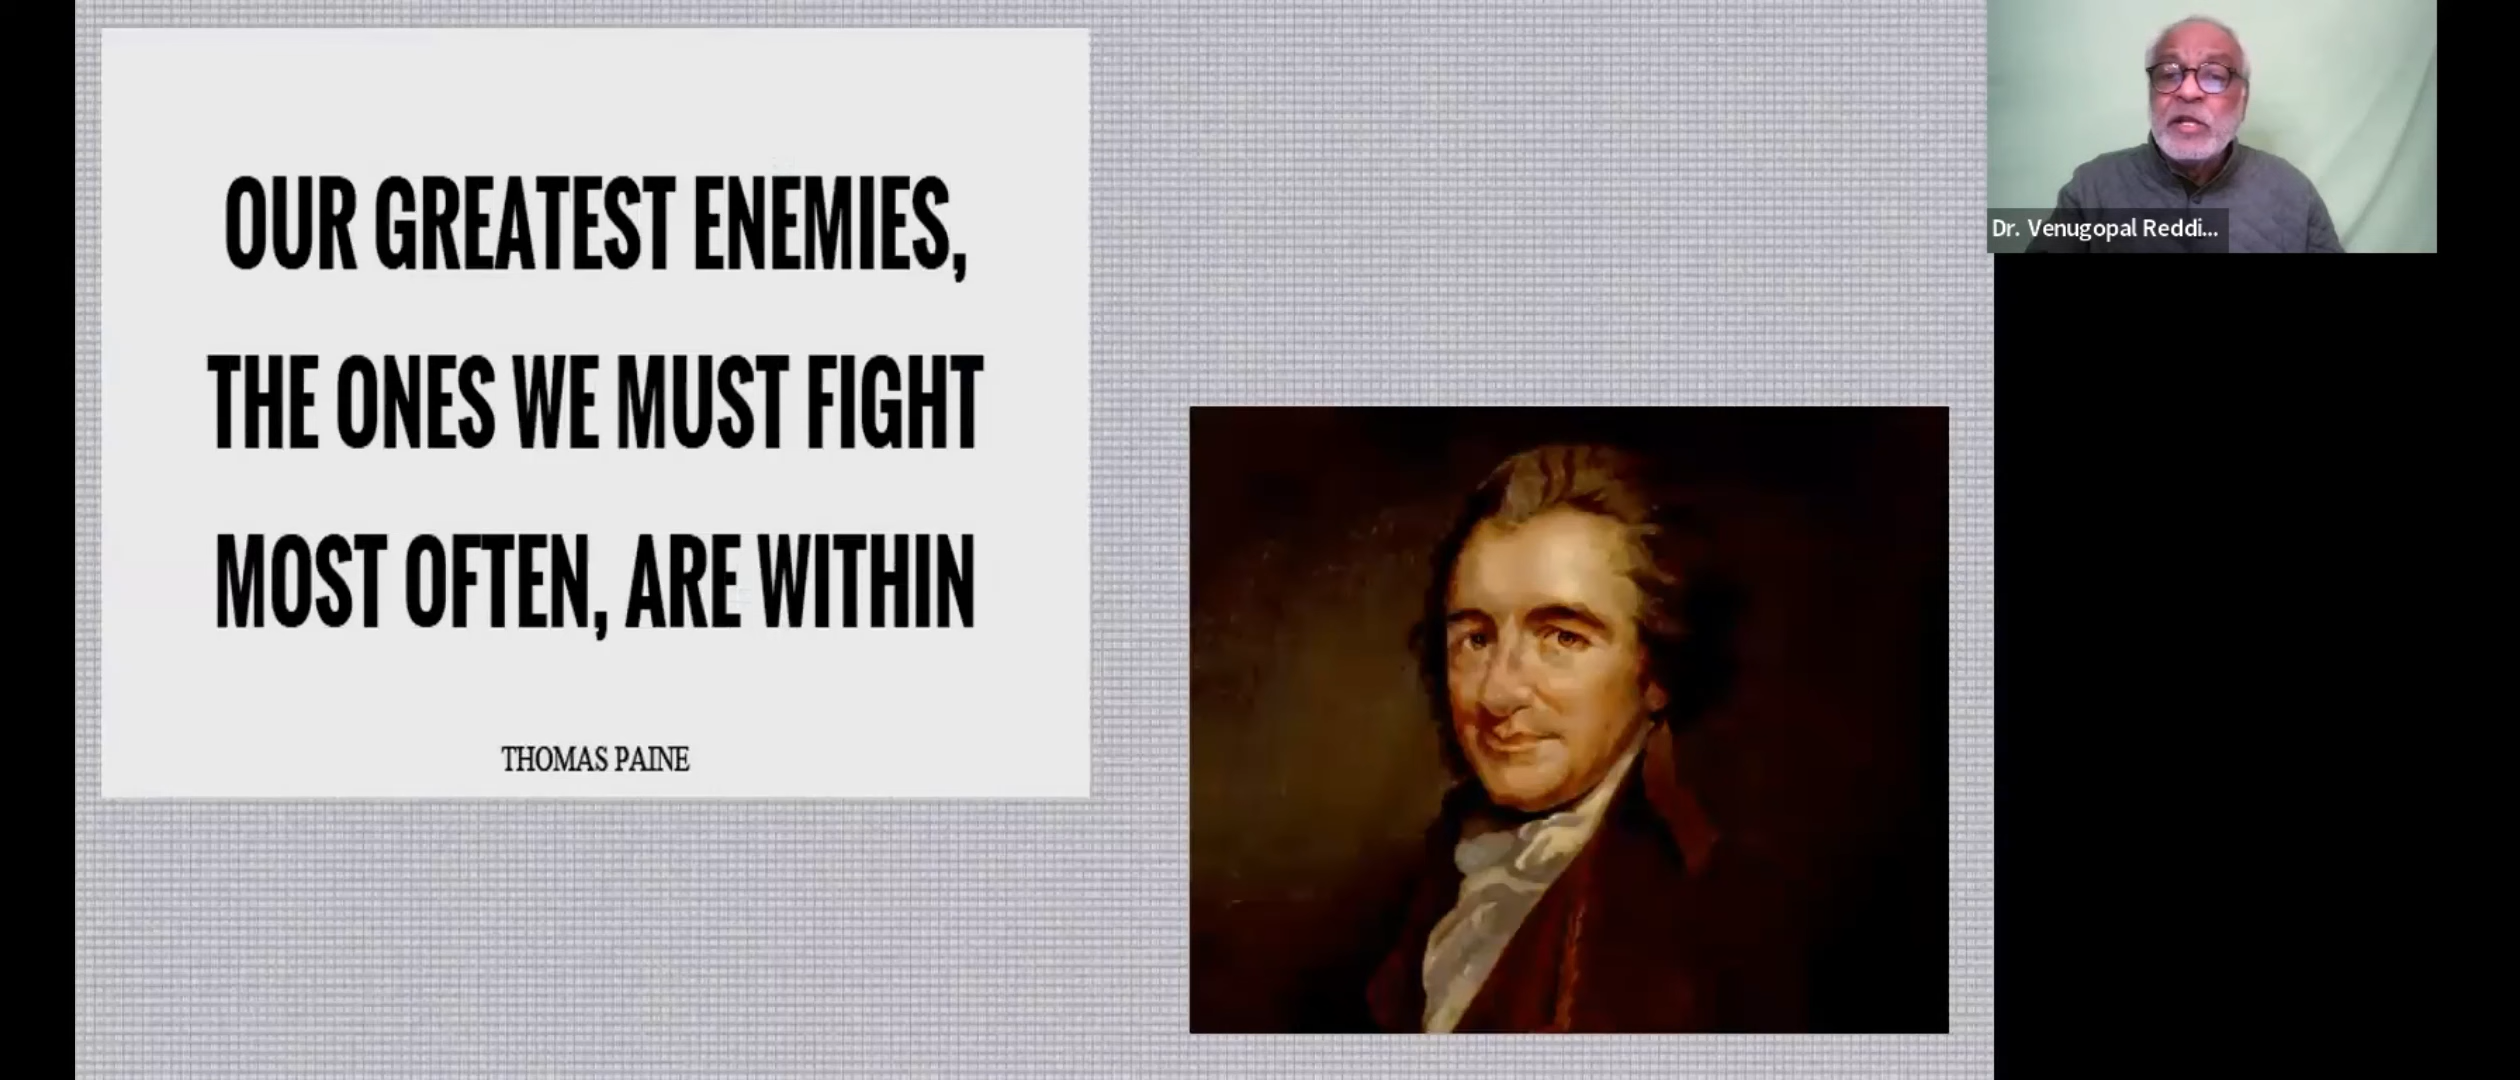 OUR GREATEST ENEMIES,
THE ONES WE MUST FIGHT
MOST OFTEN, ARE WITHIN
THOMAS PAINE
Dr. Venugopal Reddi...